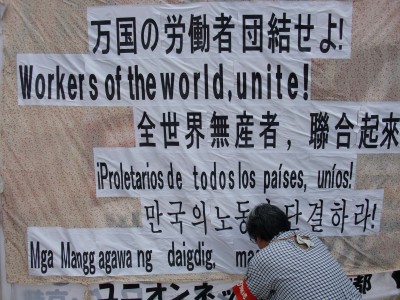 万国の労働者団結せよ!
Workers of the world, unite!
全世界無産者，聯合起來
¡Proletarios de todos los países, uníos!
만국의 노동 단결하라!
Mga Manggagawa ng daigdig,
ユニオンネッ
都